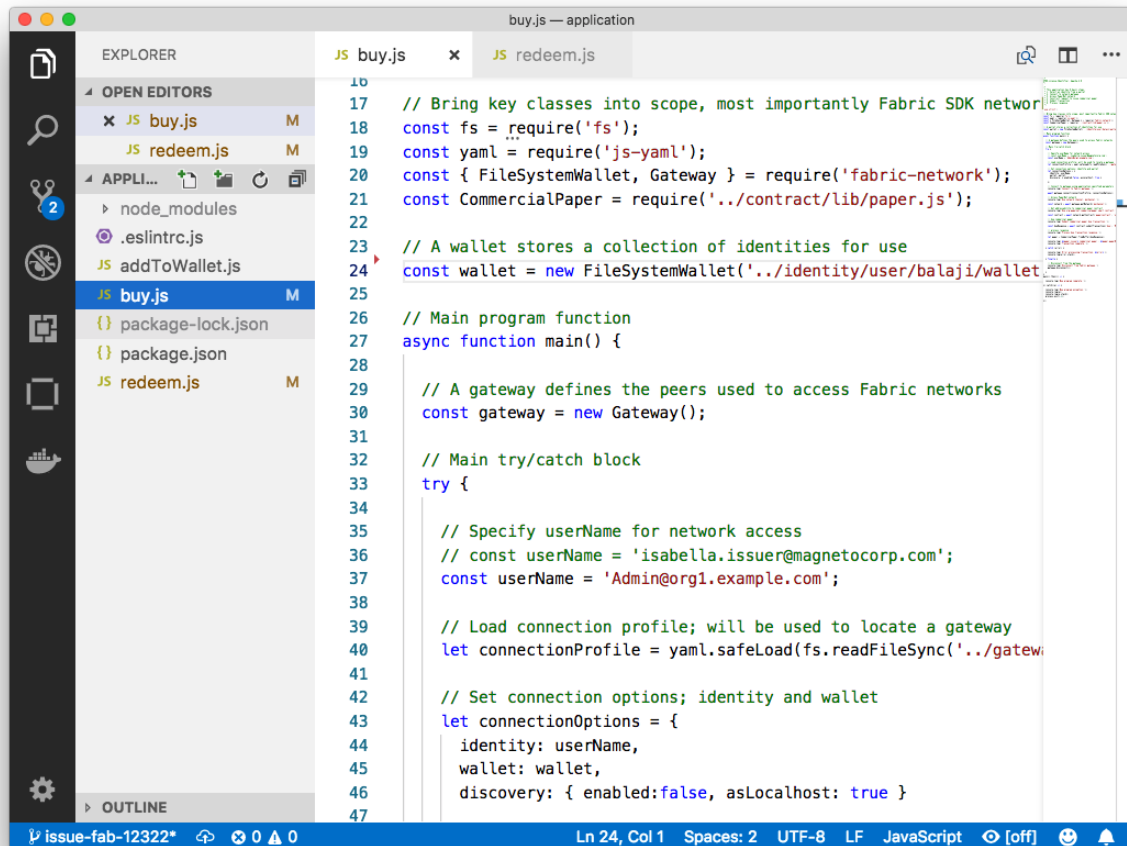 buy.js — application
EXPLORER
OPEN EDITORS
JS buy.js M
JS redeem.js M
APPLI...
node_modules
.eslintrc.js
JS addToWallet.js
JS buy.js M
{} package-lock.json
{} package.json
JS redeem.js M
OUTLINE
2
JS buy.js
JS redeem.js
16
17 // Bring key classes into scope, most importantly Fabric SDK networ
18 const fs = require('fs');
19 const yaml = require('js-yaml');
20 const { FileSystemWallet, Gateway } = require('fabric-network');
21 const CommercialPaper = require('../contract/lib/paper.js');
22
23 // A wallet stores a collection of identities for use
24 const wallet = new FileSystemWallet('../identity/user/balaji/wallet
25
26 // Main program function
27 async function main() {
28
29 // A gateway defines the peers used to access Fabric networks
30 const gateway = new Gateway();
31
32 // Main try/catch block
33 try {
34
35 // Specify userName for network access
36 // const userName = 'isabella.issuer@magnetocorp.com';
37 const userName = 'Admin@org1.example.com';
38
39 // Load connection profile; will be used to locate a gateway
40 let connectionProfile = yaml.safeLoad(fs.readFileSync('../gatewa
41
42 // Set connection options; identity and wallet
43 let connectionOptions = {
44 identity: userName,
45 wallet: wallet,
46 discovery: { enabled:false, asLocalhost: true }
47
issue-fab-12322* 0 0 Ln 24, Col 1 Spaces: 2 UTF-8 LF JavaScript [off]